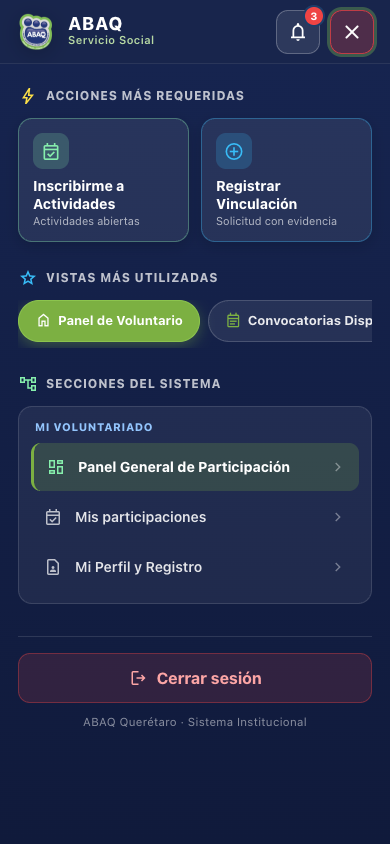 ABAQ
ABAQ
Servicio Social
3
ACCIONES MÁS REQUERIDAS
Inscribirme a
Actividades
Actividades abiertas
Registrar
Vinculación
Solicitud con evidencia
VISTAS MÁS UTILIZADAS
Panel de Voluntario
Convocatorias Disp
SECCIONES DEL SISTEMA
MI VOLUNTARIADO
Panel General de Participación
Mis participaciones
Mi Perfil y Registro
Cerrar sesión
ABAQ Querétaro · Sistema Institucional